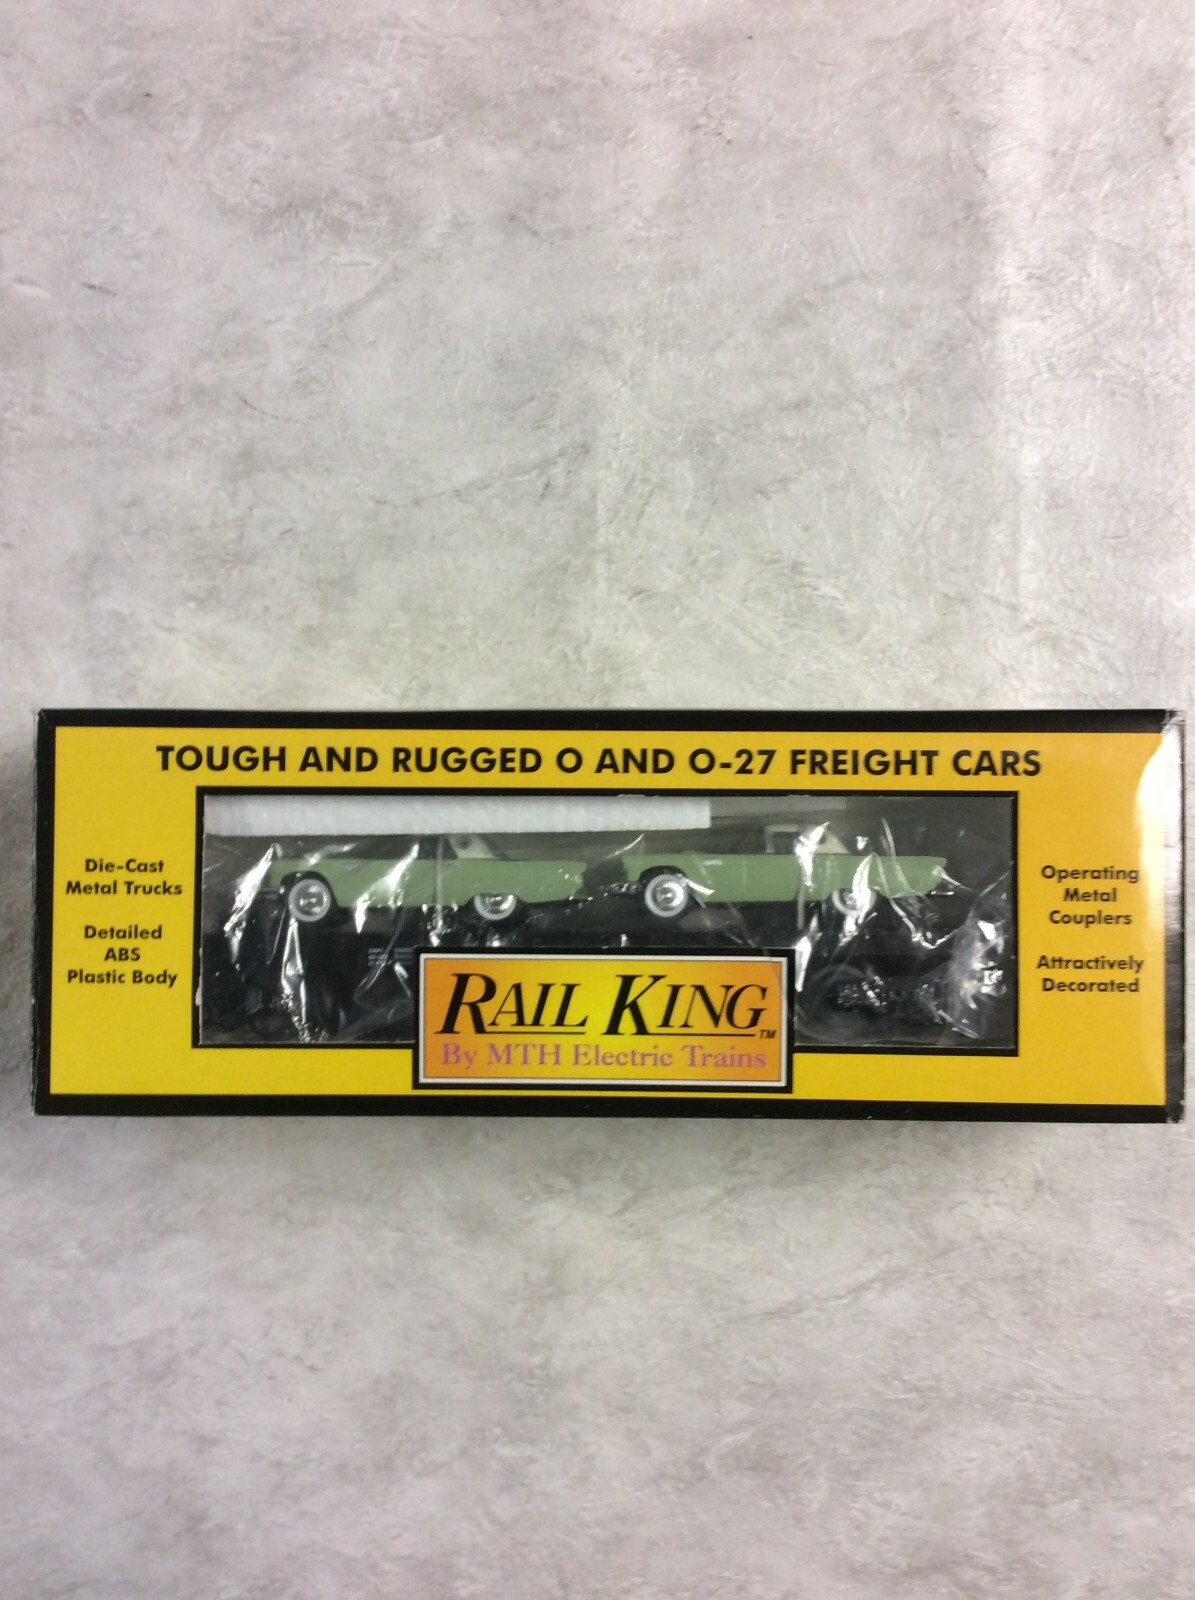 TOUGH AND RUGGED O AND O-27 FREIGHT CARS
Die-Cast
Metal Trucks
Detailed
ABS
Plastic Body
Operating
Metal
Couplers
Attractively
Decorated
RAIL KING™
By MTH Electric Trains